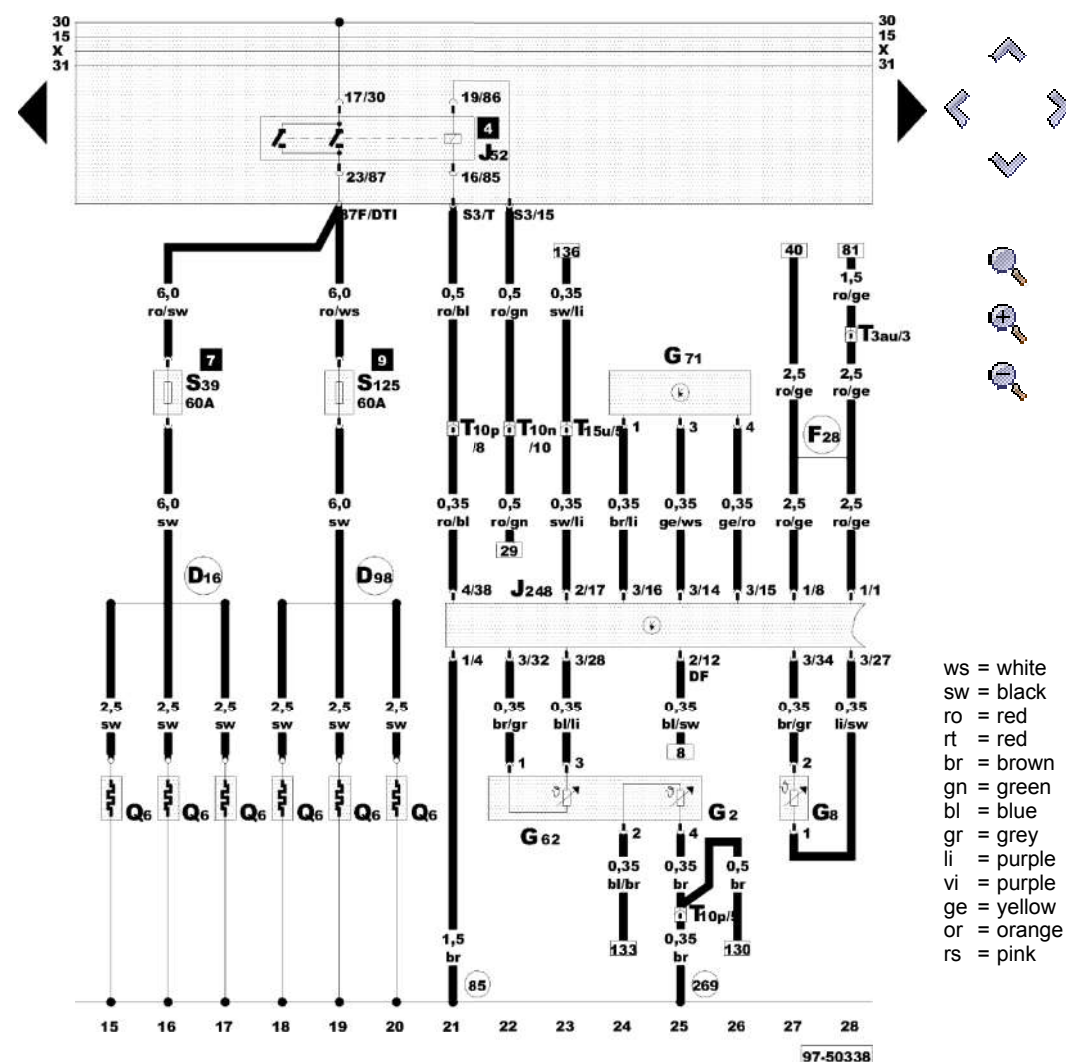 30 30
15 15
X X
31 31
17/30 19/86
4
J52
23/87 16/85
87F/DTI S3/T S3/15
136 40 81
1,5
ro/ge
6,0 6,0 0,5 0,5 0,35
ro/sw ro/ws ro/bl ro/gn sw/li
T3au/3
7 9 G71
S39 S125
60A 60A
2,5 2,5
ro/ge ro/ge
T10p/8 T10n/10 T15u/5 1 3 4
F28
6,0 6,0 0,35 0,5 0,35 0,35 0,35 0,35 2,5 2,5
sw sw ro/bl ro/gn sw/li br/li ge/ws ge/ro ro/ge ro/ge
29
D16 D98
4/38 J248 2/17 3/16 3/14 3/15 1/8 1/1
1/4 3/32 3/28 2/12 3/34 3/27
DF
2,5 2,5 2,5 2,5 2,5 2,5 0,35 0,35 0,35 0,35 0,35
sw sw sw sw sw sw br/gr bl/li bl/sw br/gr li/sw
8
1 3 2
Q6 Q6 Q6 Q6 Q6 Q6 G2 G8
G62 2 4 1
0,35 0,35 0,5
bl/br br br
T10p/5
1,5 0,35
br br
133 130
85 269
15 16 17 18 19 20 21 22 23 24 25 26 27 28
97-50338
ws = white
sw = black
ro = red
rt = red
br = brown
gn = green
bl = blue
gr = grey
li = purple
vi = purple
ge = yellow
or = orange
rs = pink